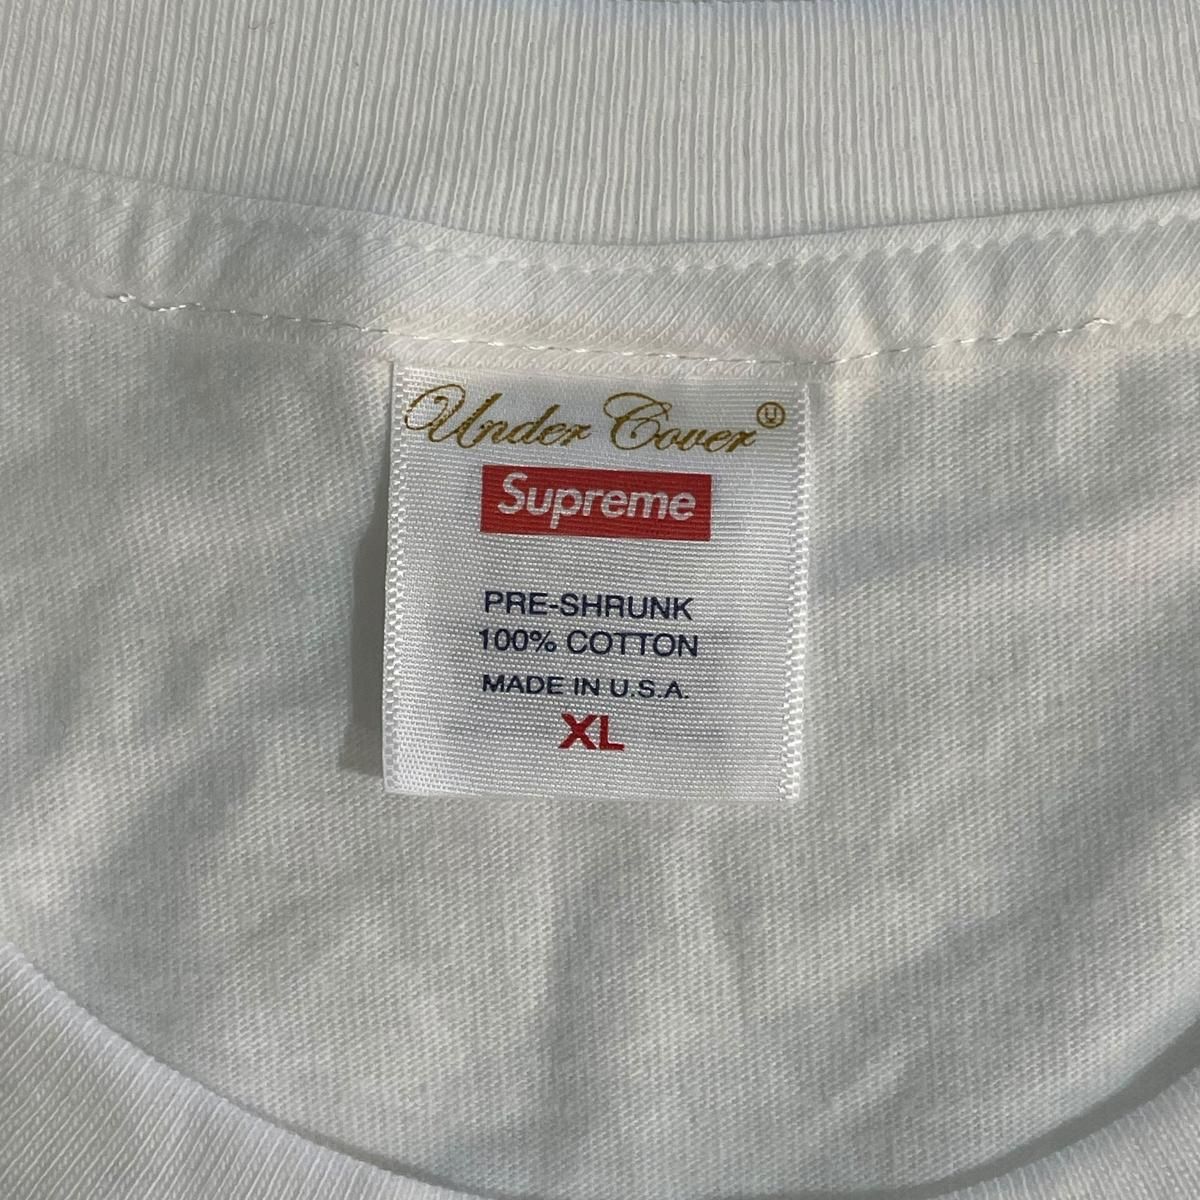 Under Cover Ⓤ
Supreme
PRE-SHRUNK
100% COTTON
MADE IN U.S.A.
XL